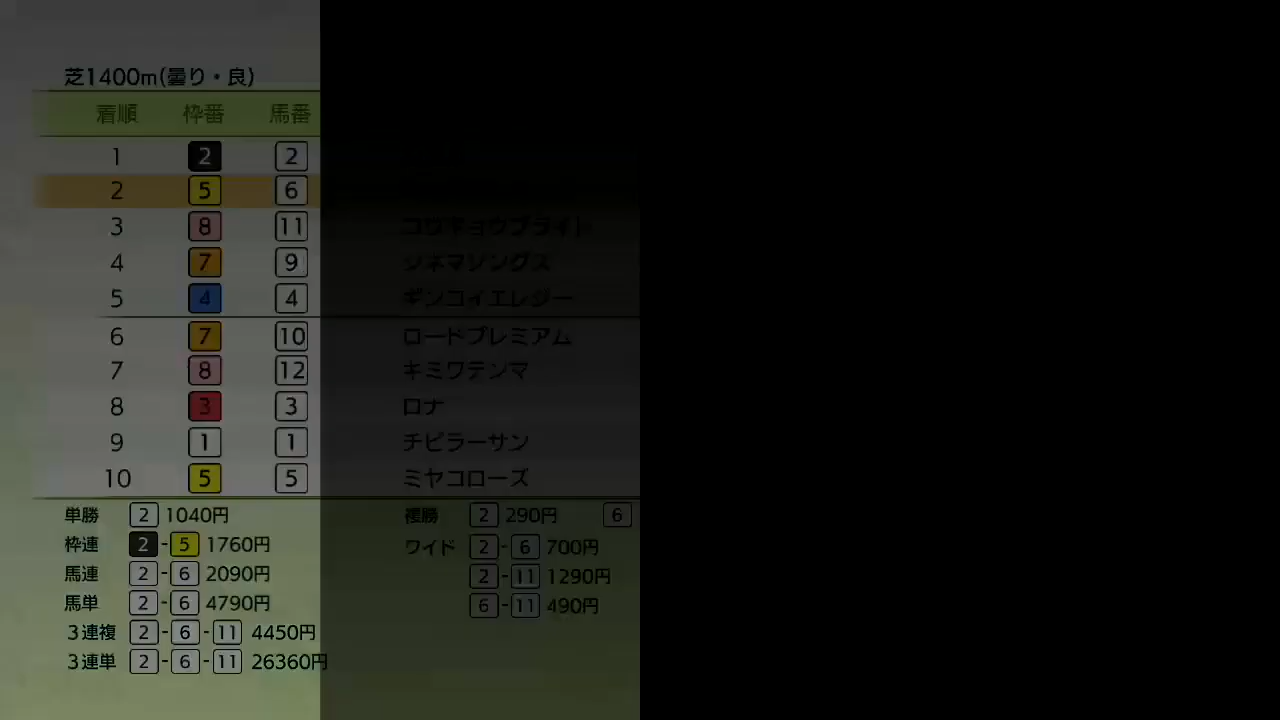 芝1400m(曇り・良)
着順 枠番 馬番
1 2 2
2 5 6
3 8 11 コウキョウブライト
4 7 9 シネマソングス
5 4 4 ギンコイエレジー
6 7 10 ロードプレミアム
7 8 12 キミワテンマ
8 3 3 ロナ
9 1 1 チビラーサン
10 5 5 ミヤコローズ
単勝 2 1040円 複勝 2 290円 6
枠連 2-5 1760円 ワイド 2-6 700円
馬連 2-6 2090円 2-11 1290円
馬単 2-6 4790円 6-11 490円
3連複 2-6-11 4450円
3連単 2-6-11 26360円